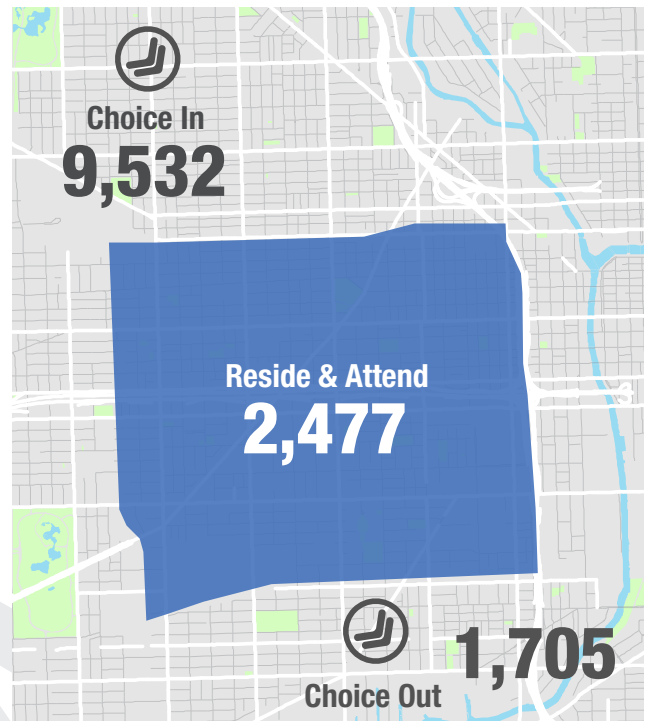 Choice In
9,532
Reside & Attend
2,477
Choice Out
1,705